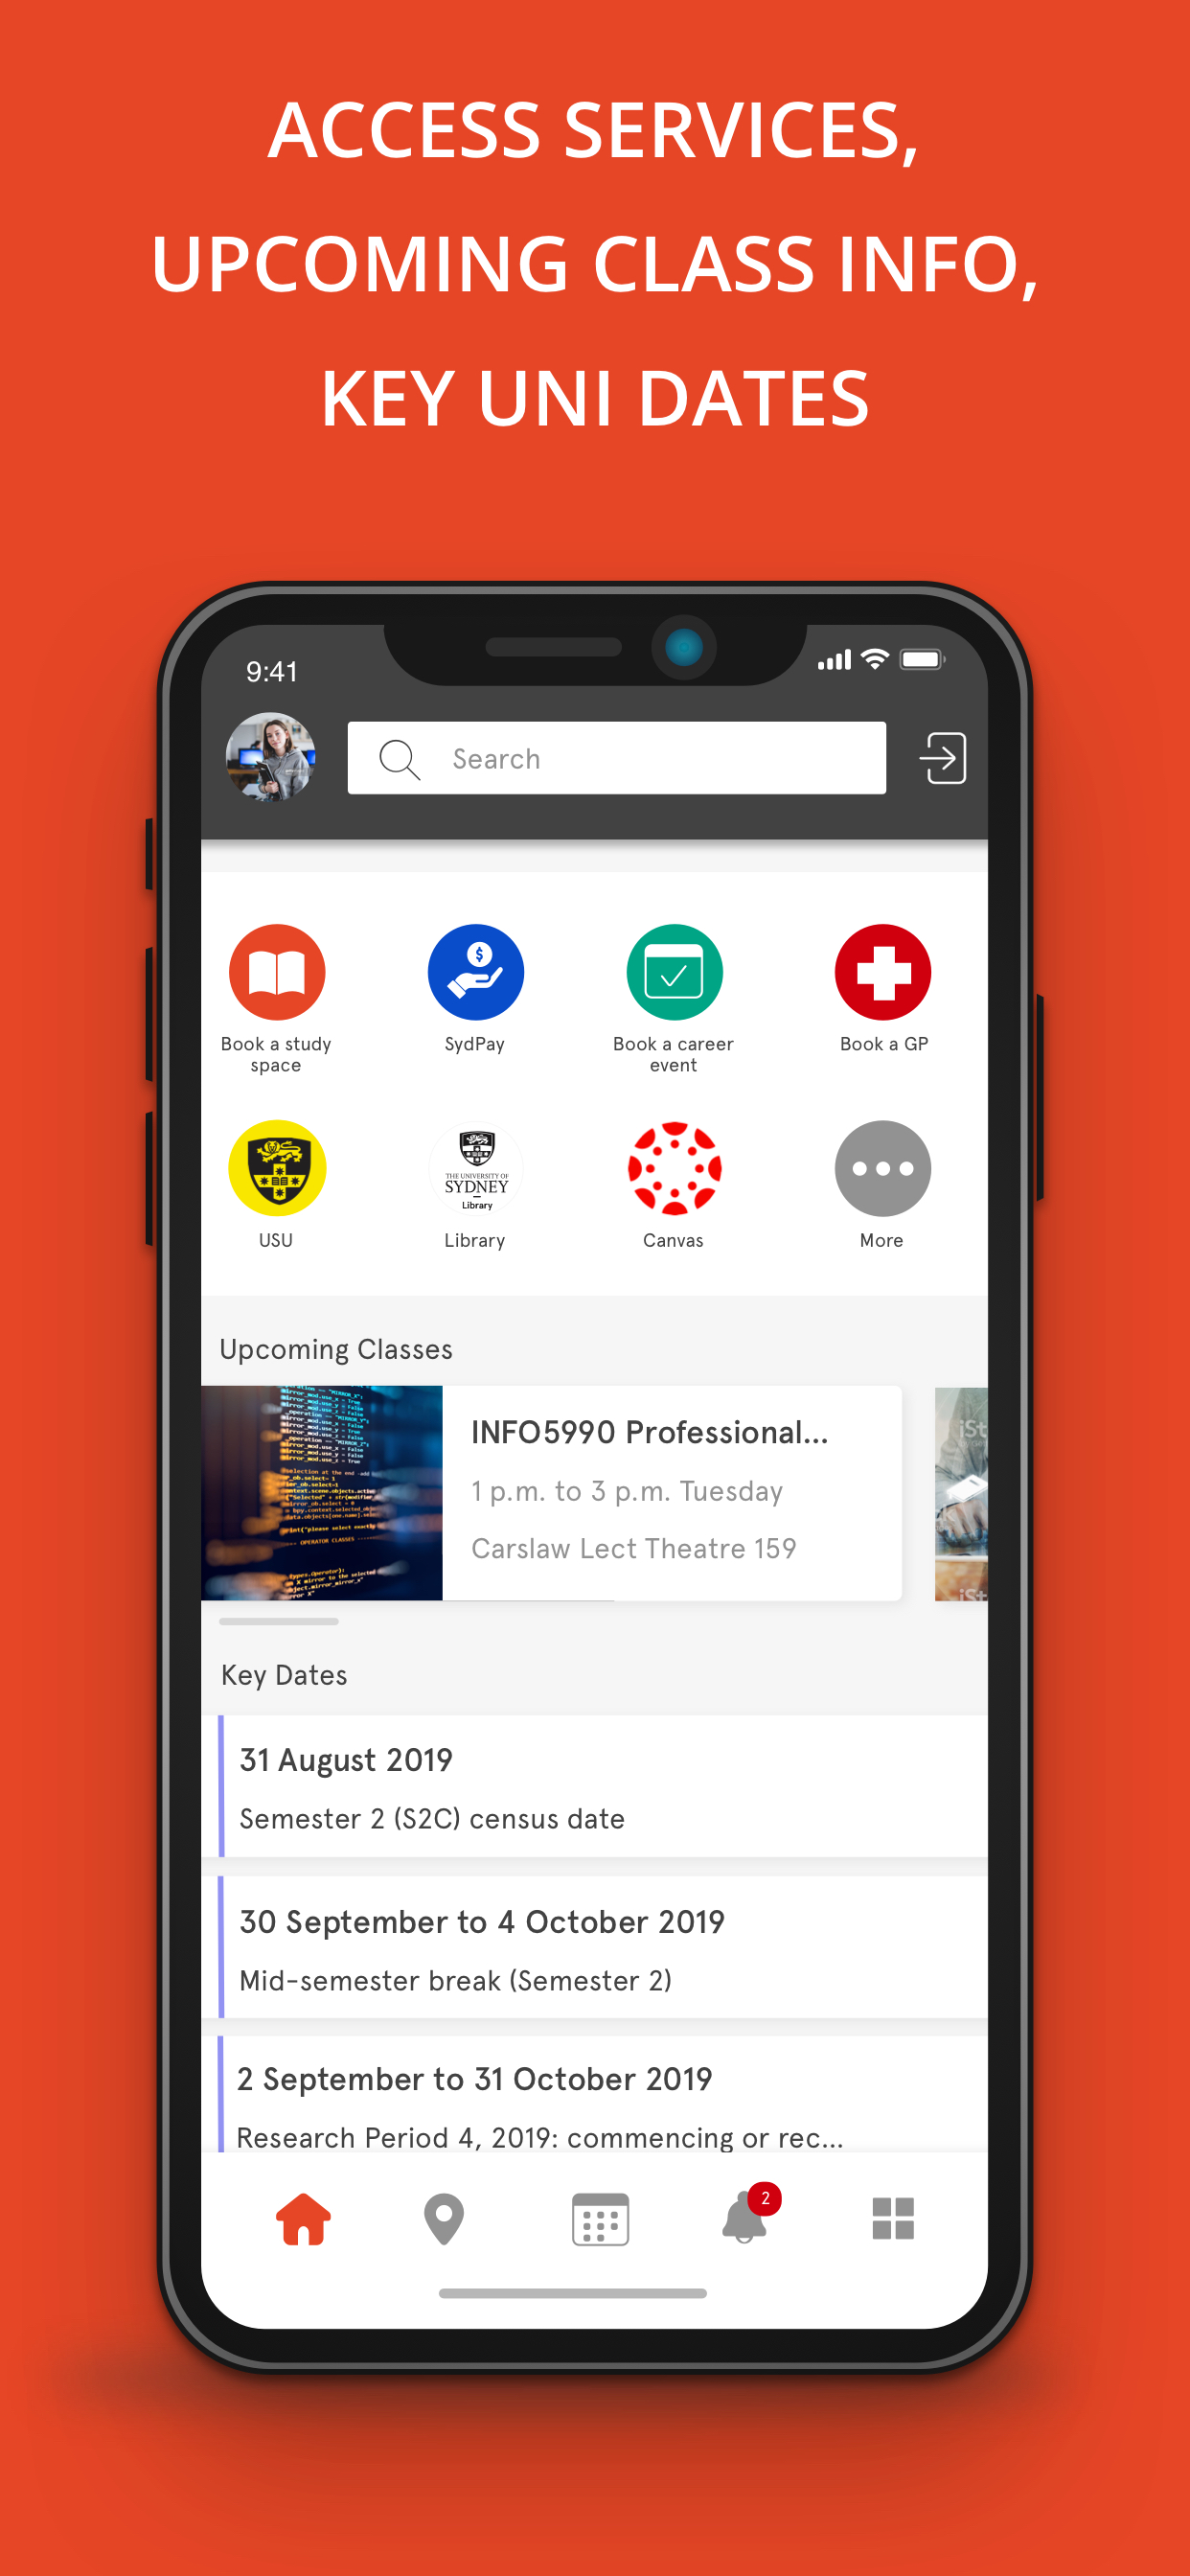 ACCESS SERVICES,
UPCOMING CLASS INFO,
KEY UNI DATES
9:41
Search
Book a study
space
SydPay
Book a career
event
Book a GP
USU
THE UNIVERSITY OF
SYDNEY
Library
Library
Canvas
More
Upcoming Classes
INFO5990 Professional...
1 p.m. to 3 p.m. Tuesday
Carslaw Lect Theatre 159
Key Dates
31 August 2019
Semester 2 (S2C) census date
30 September to 4 October 2019
Mid-semester break (Semester 2)
2 September to 31 October 2019
Research Period 4, 2019: commencing or rec...
2